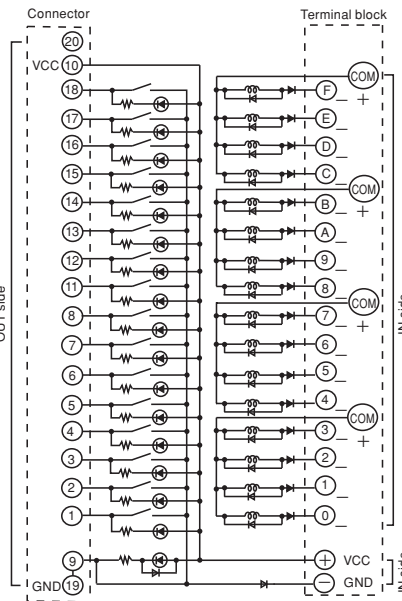 Connector
Terminal block
20
VCC 10
18
17
16
15
14
13
12
11
8
7
6
5
4
3
2
1
9
GND 19
OUT side
COM
+
F _
E _
D _
C _
COM
+
B _
A _
9 _
8 _
COM
+
7 _
6 _
5 _
4 _
COM
+
3 _
2 _
1 _
0 _
+ VCC
− GND
IN side
IN side